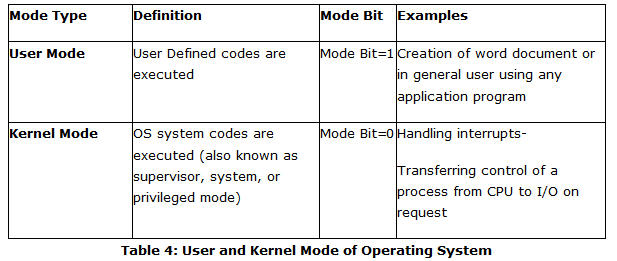 Mode Type Definition Mode Bit Examples
User Mode User Defined codes are Mode Bit=1 Creation of word document or
executed in general user using any
application program
Kernel Mode OS system codes are Mode Bit=0 Handling interrupts-
executed (also known as
supervisor, system, or Transferring control of a
privileged mode) process from CPU to I/O on
request
Table 4: User and Kernel Mode of Operating System